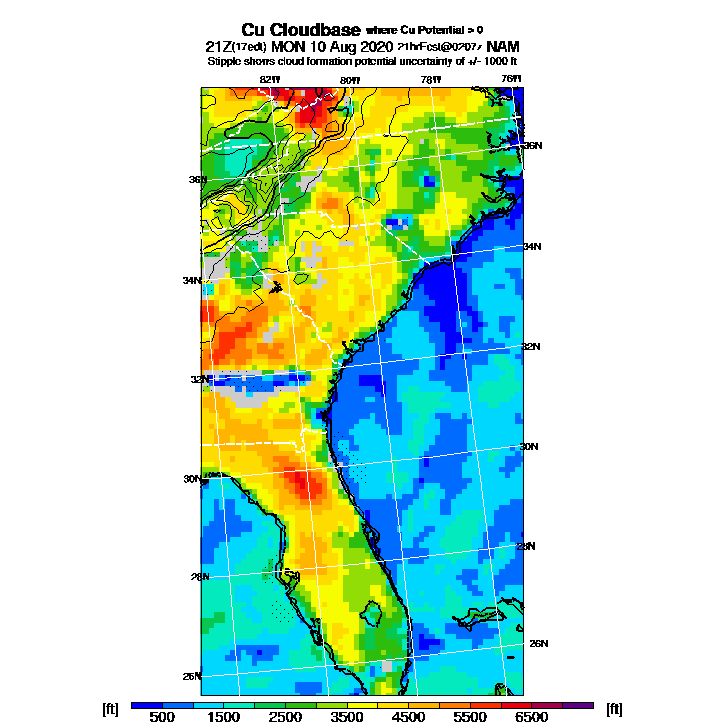 Cu Cloudbase where Cu Potential > 0
21Z(17edt) MON 10 Aug 2020 21hrFcst@0207z NAM
Stipple shows cloud formation potential uncertainty of +/- 1000 ft
82W 80W 78W 76W
36N
36N
34N
34N
32N
32N
30N
30N
28N
28N
26N
26N
[ft] 500 1500 2500 3500 4500 5500 6500 [ft]